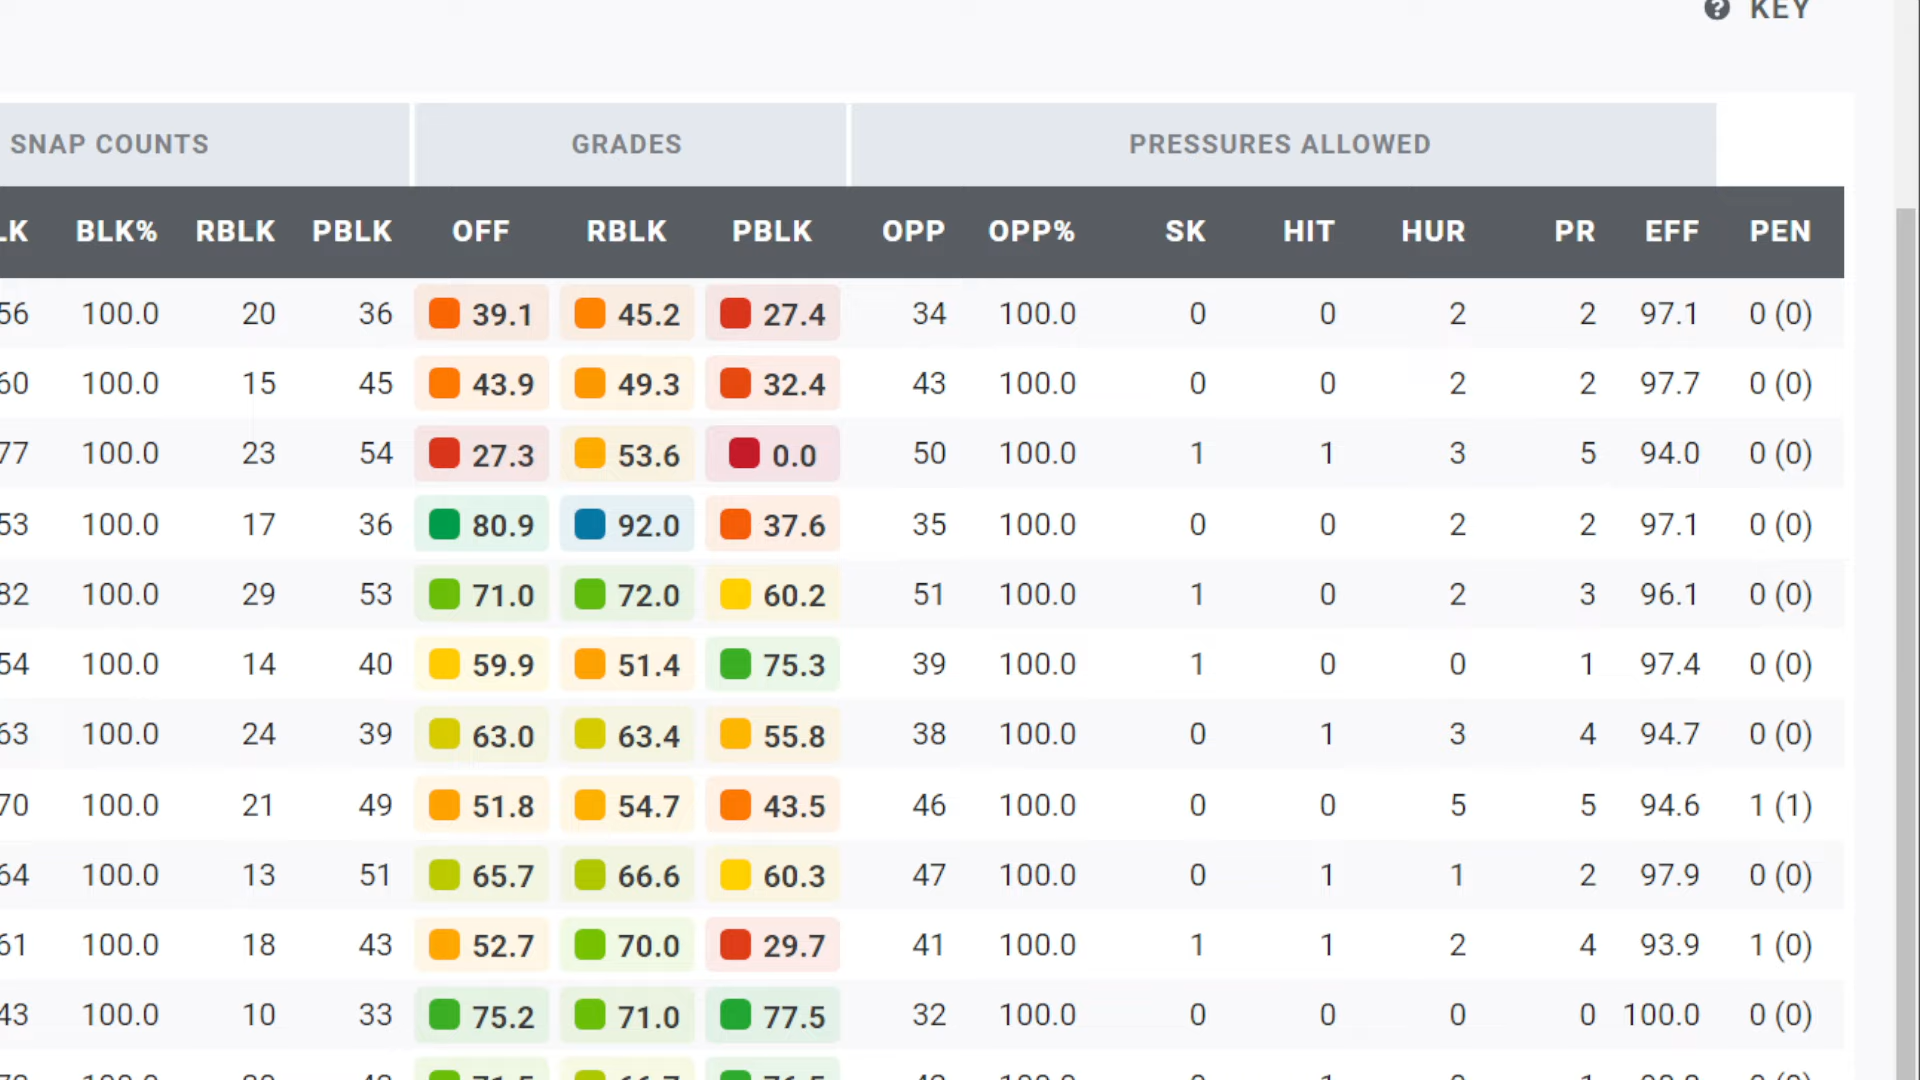 KEY
SNAP COUNTS GRADES PRESSURES ALLOWED
LK BLK% RBLK PBLK OFF RBLK PBLK OPP OPP% SK HIT HUR PR EFF PEN
56 100.0 20 36 39.1 45.2 27.4 34 100.0 0 0 2 2 97.1 0 (0)
60 100.0 15 45 43.9 49.3 32.4 43 100.0 0 0 2 2 97.7 0 (0)
77 100.0 23 54 27.3 53.6 0.0 50 100.0 1 1 3 5 94.0 0 (0)
53 100.0 17 36 80.9 92.0 37.6 35 100.0 0 0 2 2 97.1 0 (0)
82 100.0 29 53 71.0 72.0 60.2 51 100.0 1 0 2 3 96.1 0 (0)
54 100.0 14 40 59.9 51.4 75.3 39 100.0 1 0 0 1 97.4 0 (0)
63 100.0 24 39 63.0 63.4 55.8 38 100.0 0 1 3 4 94.7 0 (0)
70 100.0 21 49 51.8 54.7 43.5 46 100.0 0 0 5 5 94.6 1 (1)
64 100.0 13 51 65.7 66.6 60.3 47 100.0 0 1 1 2 97.9 0 (0)
61 100.0 18 43 52.7 70.0 29.7 41 100.0 1 1 2 4 93.9 1 (0)
43 100.0 10 33 75.2 71.0 77.5 32 100.0 0 0 0 0 100.0 0 (0)